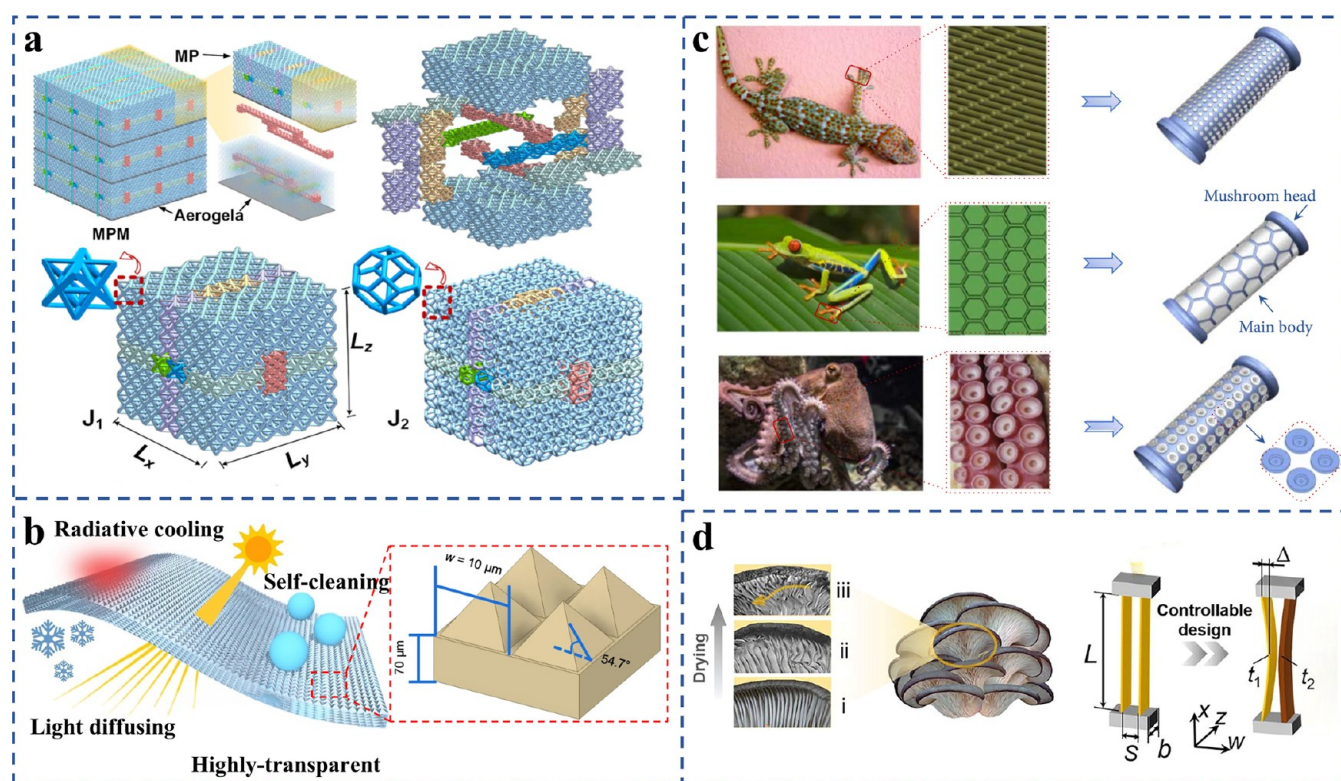 a
MP
Aerogela
MPM
J1
Lx
Ly
Lz
J2
b
Radiative cooling
Self-cleaning
Light diffusing
Highly-transparent
w = 10 μm
70 μm
54.7°
c
Mushroom head
Main body
d
Drying
iii
ii
i
L
S
b
Controllable
design
x
z
w
Δ
t1
t2